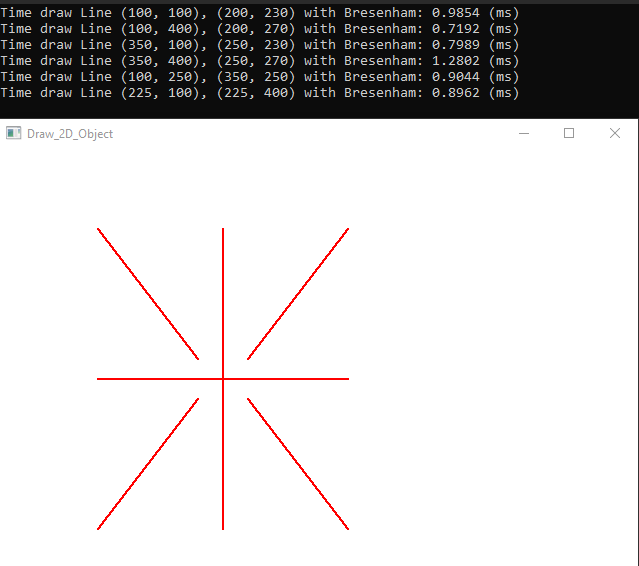 Time draw Line (100, 100), (200, 230) with Bresenham: 0.9854 (ms)
Time draw Line (100, 400), (200, 270) with Bresenham: 0.7192 (ms)
Time draw Line (350, 100), (250, 230) with Bresenham: 0.7989 (ms)
Time draw Line (350, 400), (250, 270) with Bresenham: 1.2802 (ms)
Time draw Line (100, 250), (350, 250) with Bresenham: 0.9044 (ms)
Time draw Line (225, 100), (225, 400) with Bresenham: 0.8962 (ms)
Draw_2D_Object